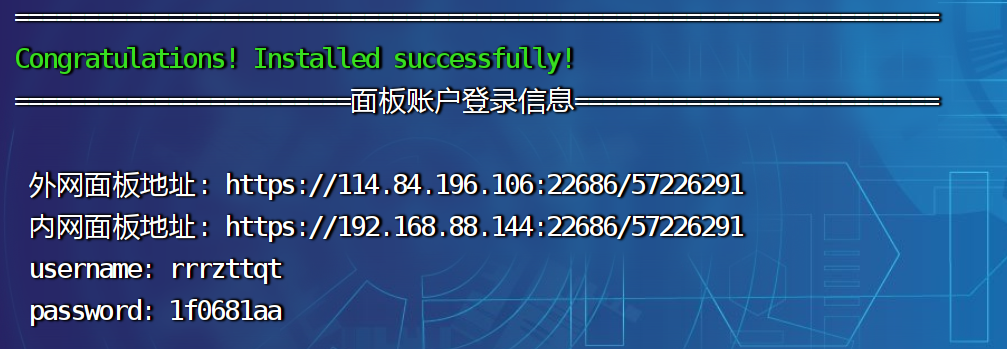 ==================================================================
Congratulations! Installed successfully!
========================面板账户登录信息==========================
外网面板地址: https://114.84.196.106:22686/57226291
内网面板地址: https://192.168.88.144:22686/57226291
username: rrrzttqt
password: 1f0681aa